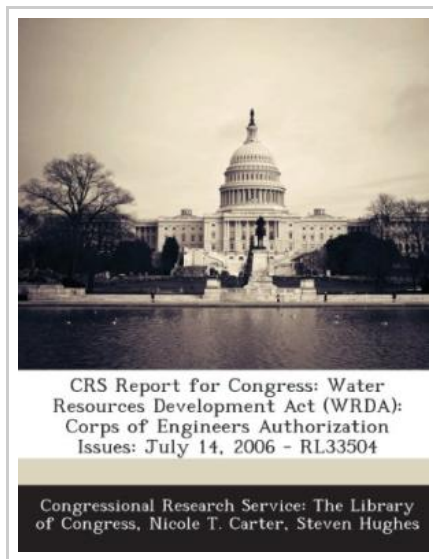 CRS Report for Congress: Water
Resources Development Act (WRDA):
Corps of Engineers Authorization
Issues: July 14, 2006 - RL33504
Congressional Research Service: The Library
of Congress, Nicole T. Carter, Steven Hughes